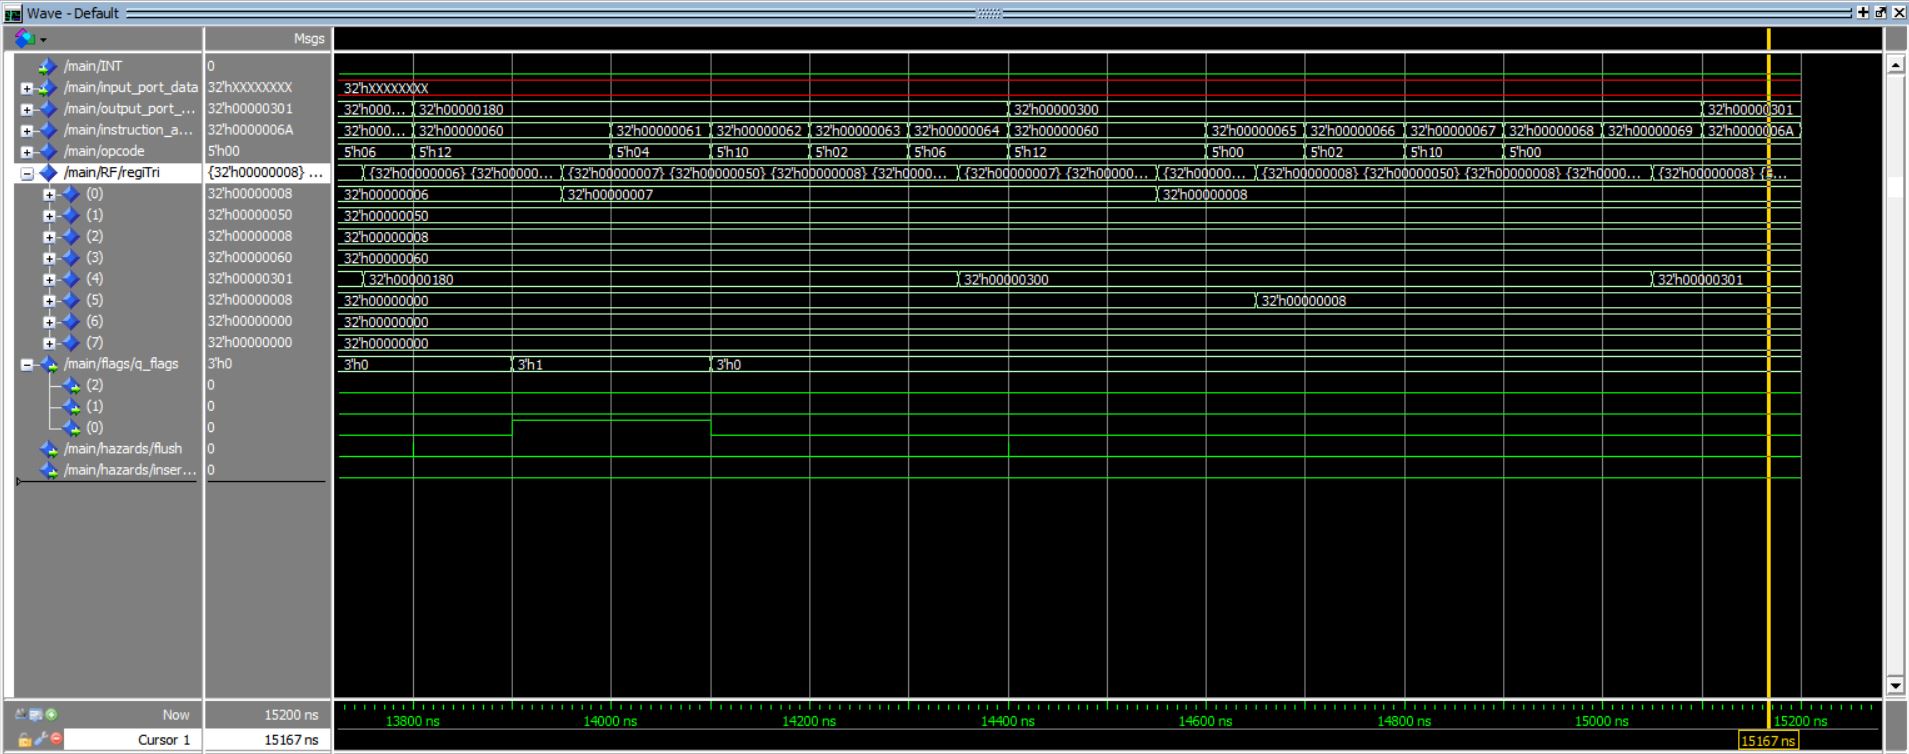 Wave - Default
Msgs
/main/INT 0
/main/input_port_data 32'hXXXXXXXX 32'hXXXXXXXX
/main/output_port_... 32'h00000301 32'h000... 32'h00000180 32'h00000300 32'h00000301
/main/instruction_a... 32'h0000006A 32'h000... 32'h00000060 32'h00000061 32'h00000062 32'h00000063 32'h00000064 32'h00000060 32'h00000065 32'h00000066 32'h00000067 32'h00000068 32'h00000069 32'h0000006A
/main/opcode 5'h00 5'h06 5'h12 5'h04 5'h10 5'h02 5'h06 5'h12 5'h00 5'h02 5'h10 5'h00
/main/RF/regiTri {32'h00000008} ... {32'h00000006} {32'h00000... {32'h00000007} {32'h00000050} {32'h00000008} {32'h0000... {32'h00000007} {32'h00000... {32'h0000... {32'h00000008} {32'h00000050} {32'h00000008} {32'h0000... {32'h00000008}
(0) 32'h00000008 32'h00000006 32'h00000007 32'h00000008
(1) 32'h00000050 32'h00000050
(2) 32'h00000008 32'h00000008
(3) 32'h00000060 32'h00000060
(4) 32'h00000301 32'h00000180 32'h00000300 32'h00000301
(5) 32'h00000008 32'h00000000 32'h00000008
(6) 32'h00000000 32'h00000000
(7) 32'h00000000 32'h00000000
/main/flags/q_flags 3'h0 3'h0 3'h1 3'h0
(2) 0
(1) 0
(0) 0
/main/hazards/flush 0
/main/hazards/inser... 0
Now 15200 ns 13800 ns 14000 ns 14200 ns 14400 ns 14600 ns 14800 ns 15000 ns 15200 ns
Cursor 1 15167 ns 15167 ns